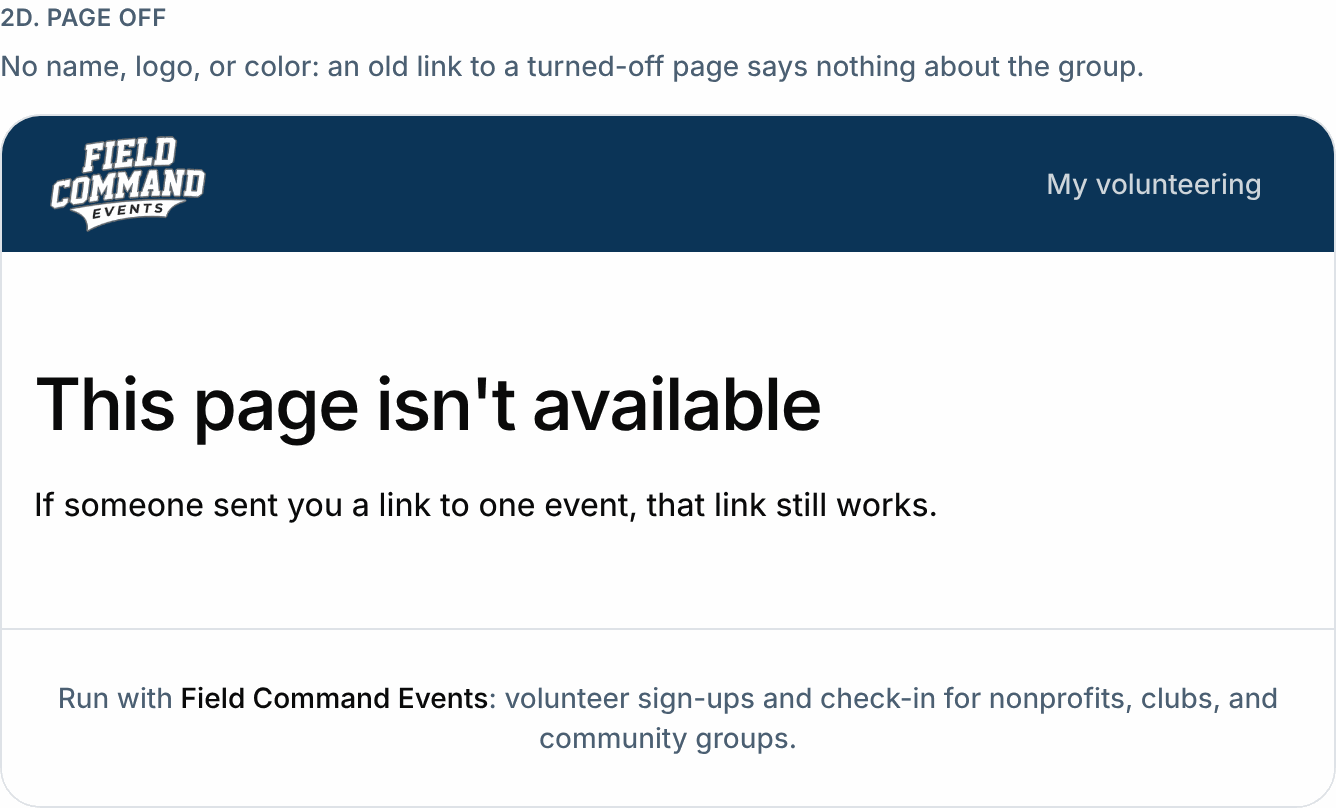 2D. PAGE OFF
No name, logo, or color: an old link to a turned-off page says nothing about the group.
FIELD
COMMAND
EVENTS
My volunteering
This page isn't available
If someone sent you a link to one event, that link still works.
Run with Field Command Events: volunteer sign-ups and check-in for nonprofits, clubs, and
community groups.